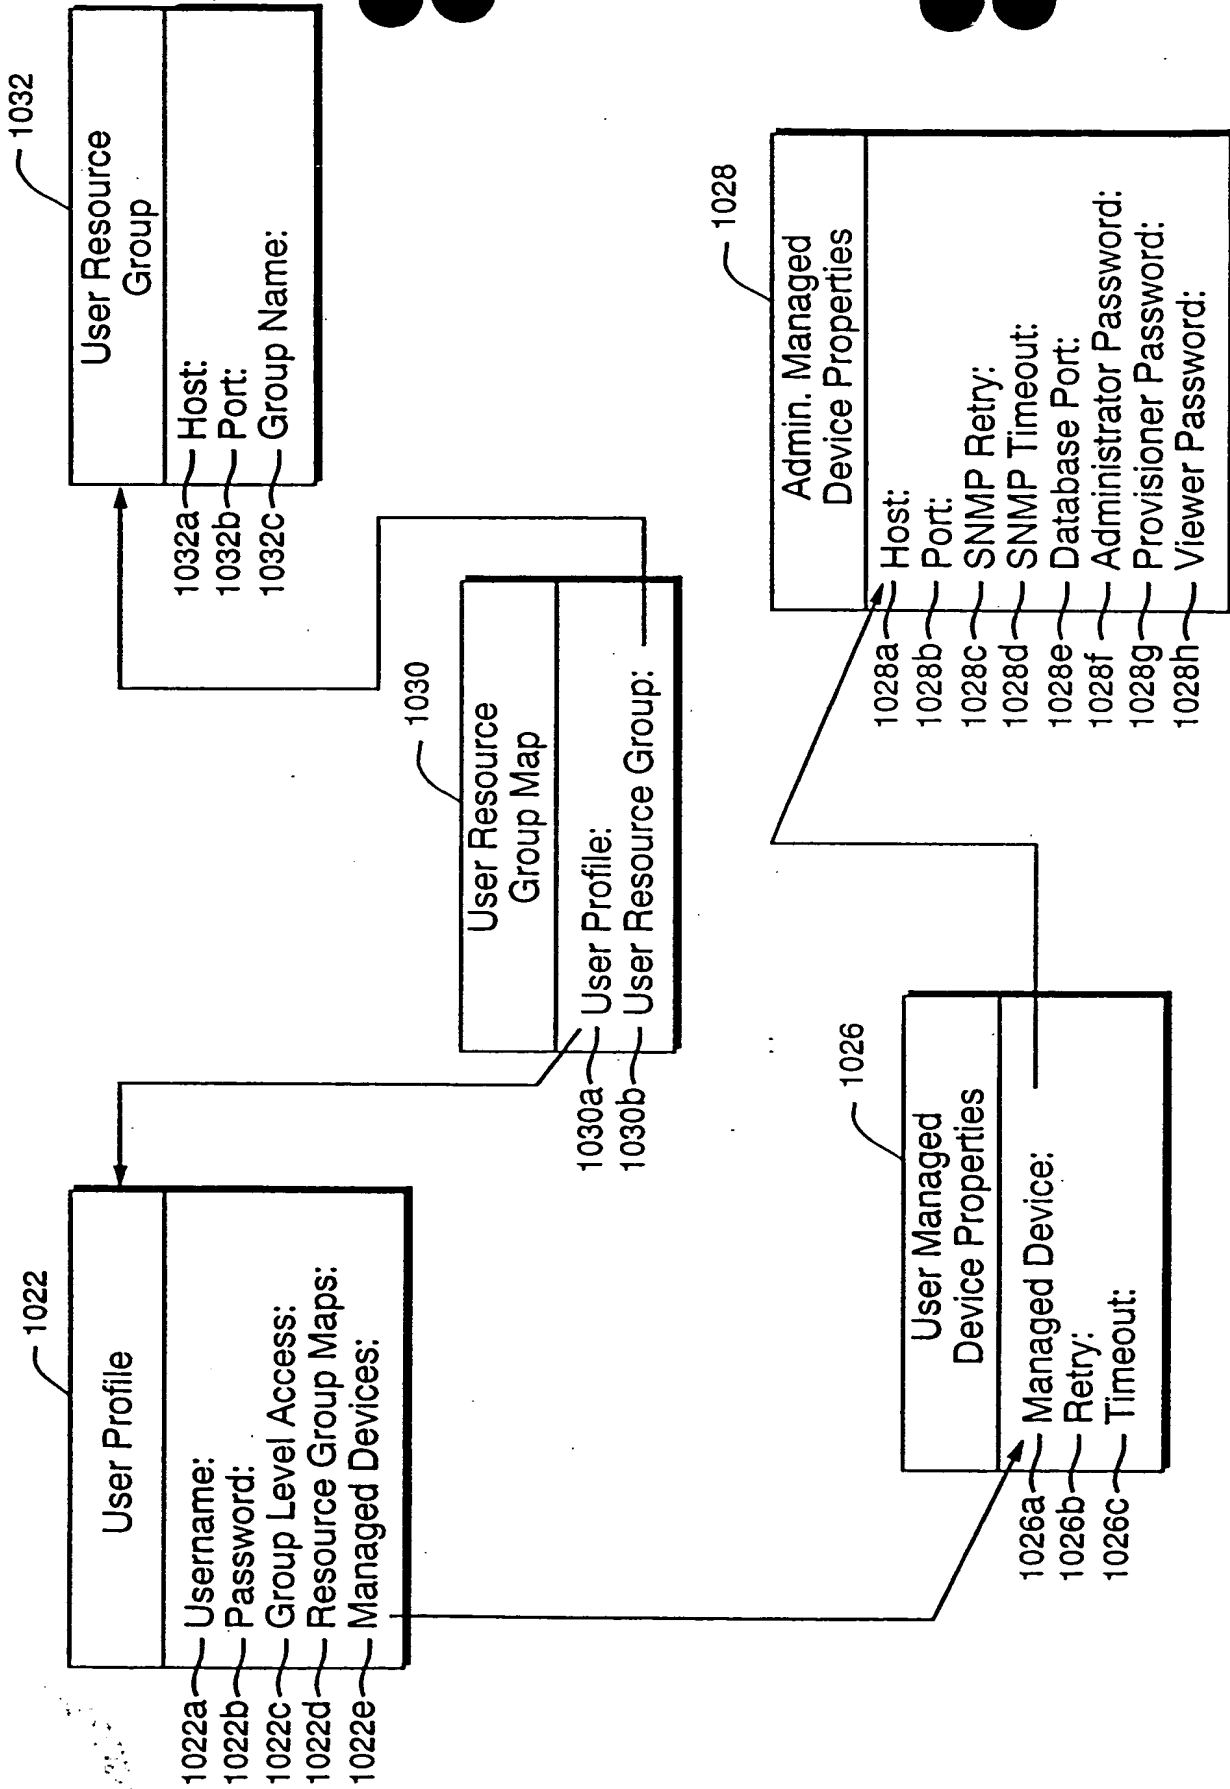 1022
User Profile
1022a Username:
1022b Password:
1022c Group Level Access:
1022d Resource Group Maps:
1022e Managed Devices:
1030
User Resource
Group Map
1030a User Profile:
1030b User Resource Group:
1032
User Resource
Group
1032a Host:
1032b Port:
1032c Group Name:
1026
User Managed
Device Properties
1026a Managed Device:
1026b Retry:
1026c Timeout:
1028
Admin. Managed
Device Properties
1028a Host:
1028b Port:
1028c SNMP Retry:
1028d SNMP Timeout:
1028e Database Port:
1028f Administrator Password:
1028g Provisioner Password:
1028h Viewer Password: